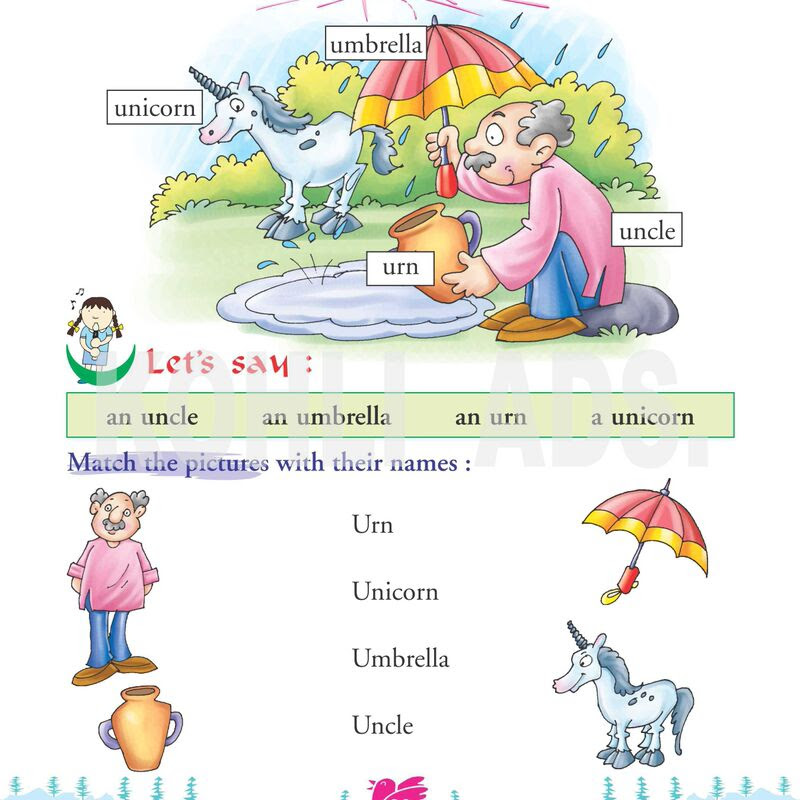 umbrella
unicorn
uncle
urn
Let's say :
an uncle an umbrella an urn a unicorn
Match the pictures with their names :
Urn
Unicorn
Umbrella
Uncle
KOHLI ADS.